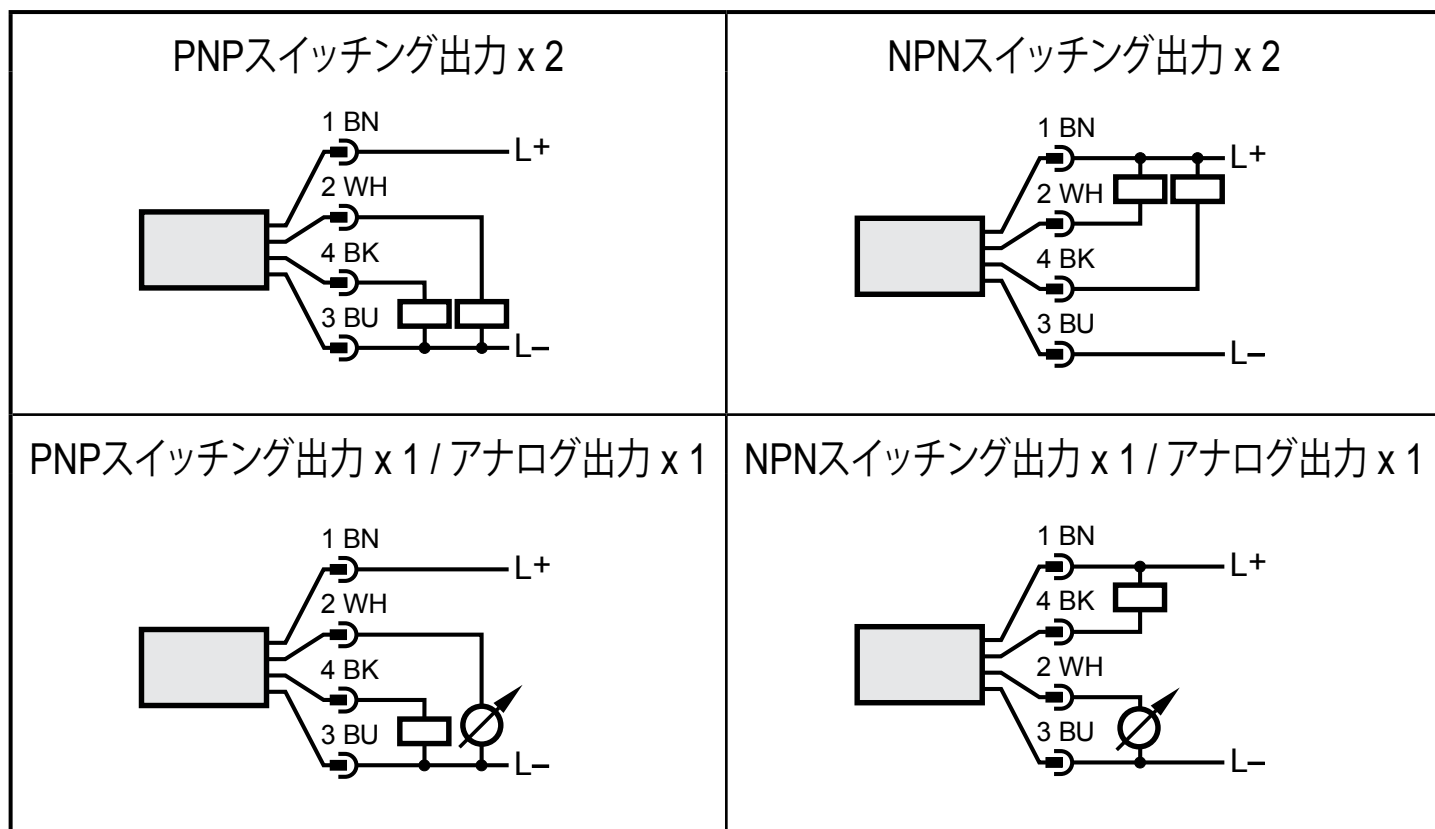 PNPスイッチング出力 x 2
1 BN
L+
2 WH
4 BK
3 BU
L–
NPNスイッチング出力 x 2
1 BN
L+
2 WH
4 BK
3 BU
L–
PNPスイッチング出力 x 1 / アナログ出力 x 1
1 BN
L+
2 WH
4 BK
3 BU
L–
NPNスイッチング出力 x 1 / アナログ出力 x 1
1 BN
L+
4 BK
2 WH
3 BU
L–